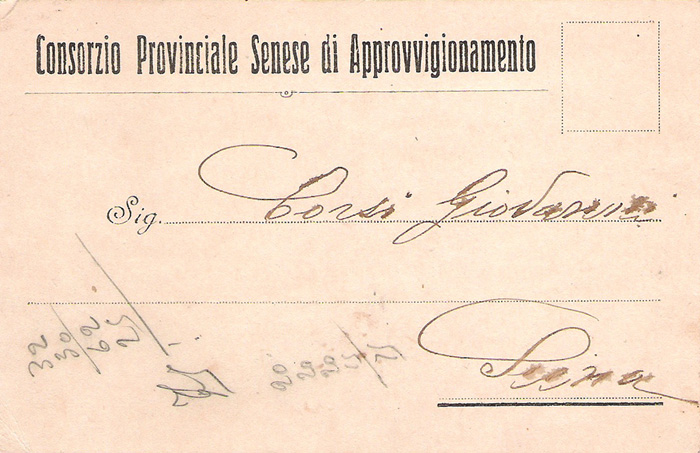 Consorzio Provinciale Senese di Approvvigionamento
Sig. Corsi Giovanni
Siena